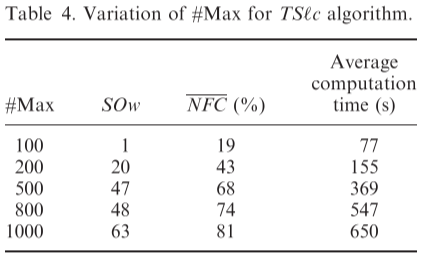 Table 4. Variation of #Max for TSℓc algorithm.
Average
computation
#Max SOw NFC (%) time (s)
100 1 19 77
200 20 43 155
500 47 68 369
800 48 74 547
1000 63 81 650